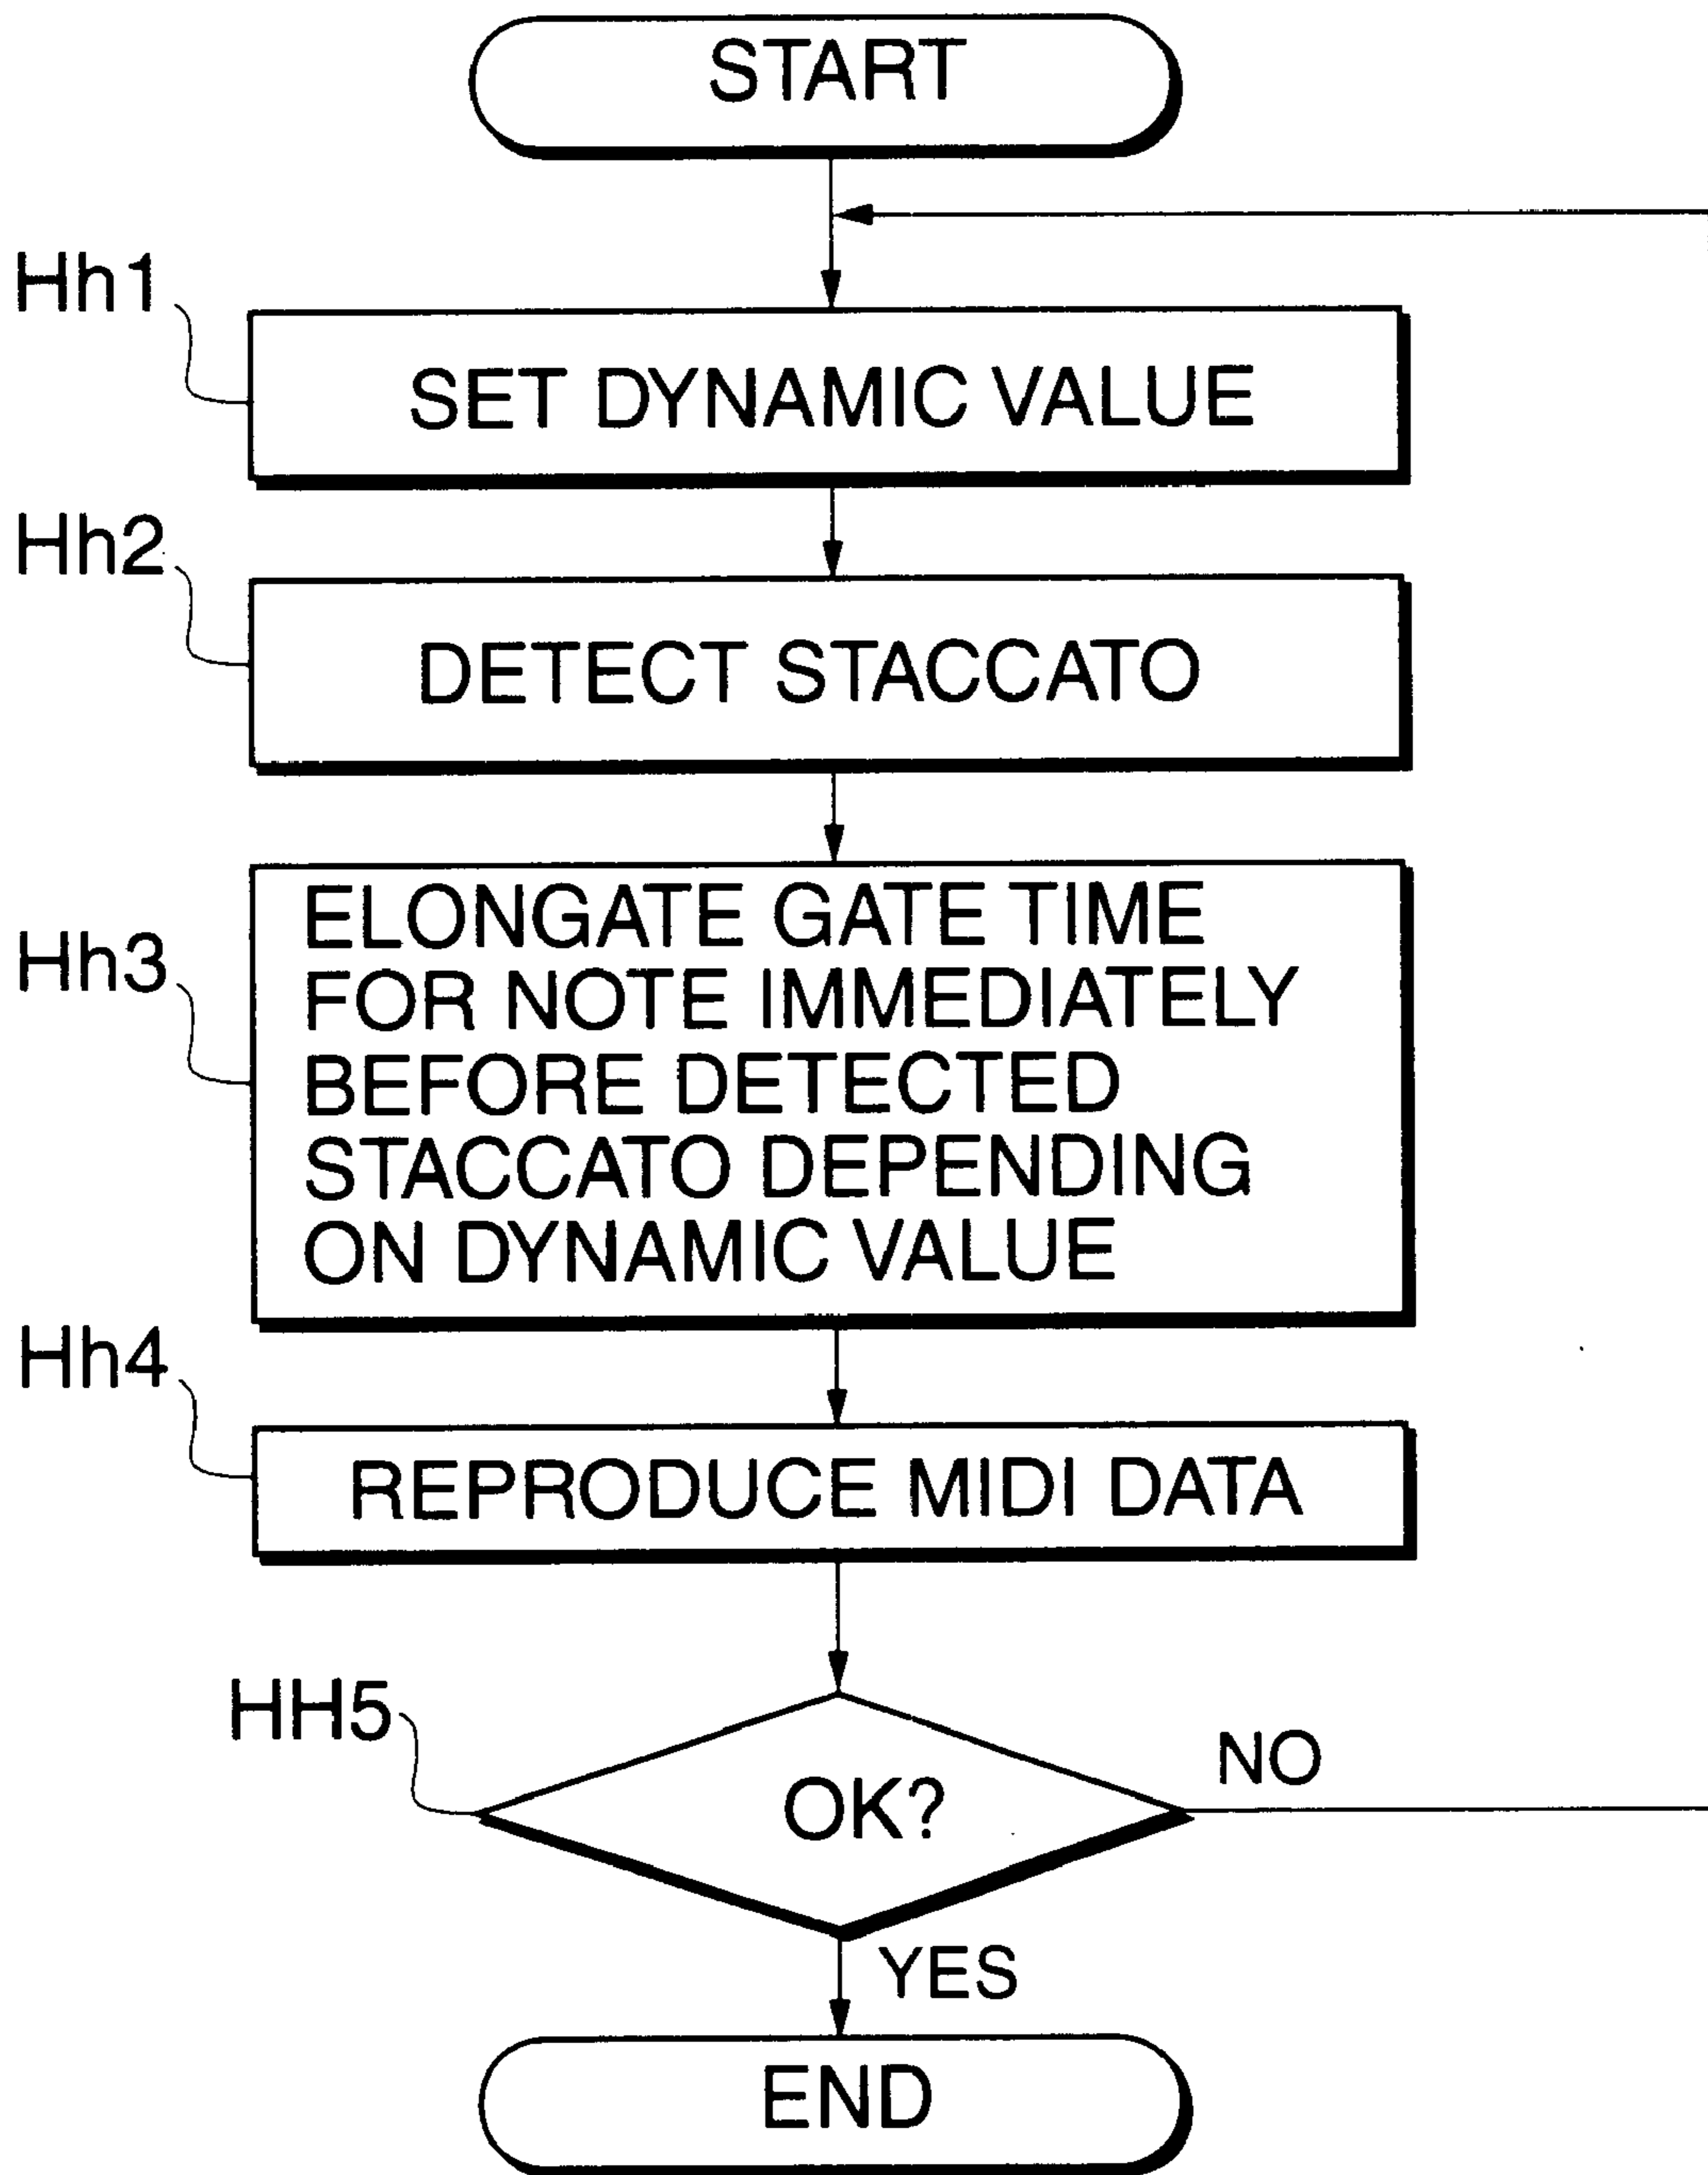 START
Hh1
SET DYNAMIC VALUE
Hh2
DETECT STACCATO
Hh3
ELONGATE GATE TIME
FOR NOTE IMMEDIATELY
BEFORE DETECTED
STACCATO DEPENDING
ON DYNAMIC VALUE
Hh4
REPRODUCE MIDI DATA
HH5
OK?
NO
YES
END